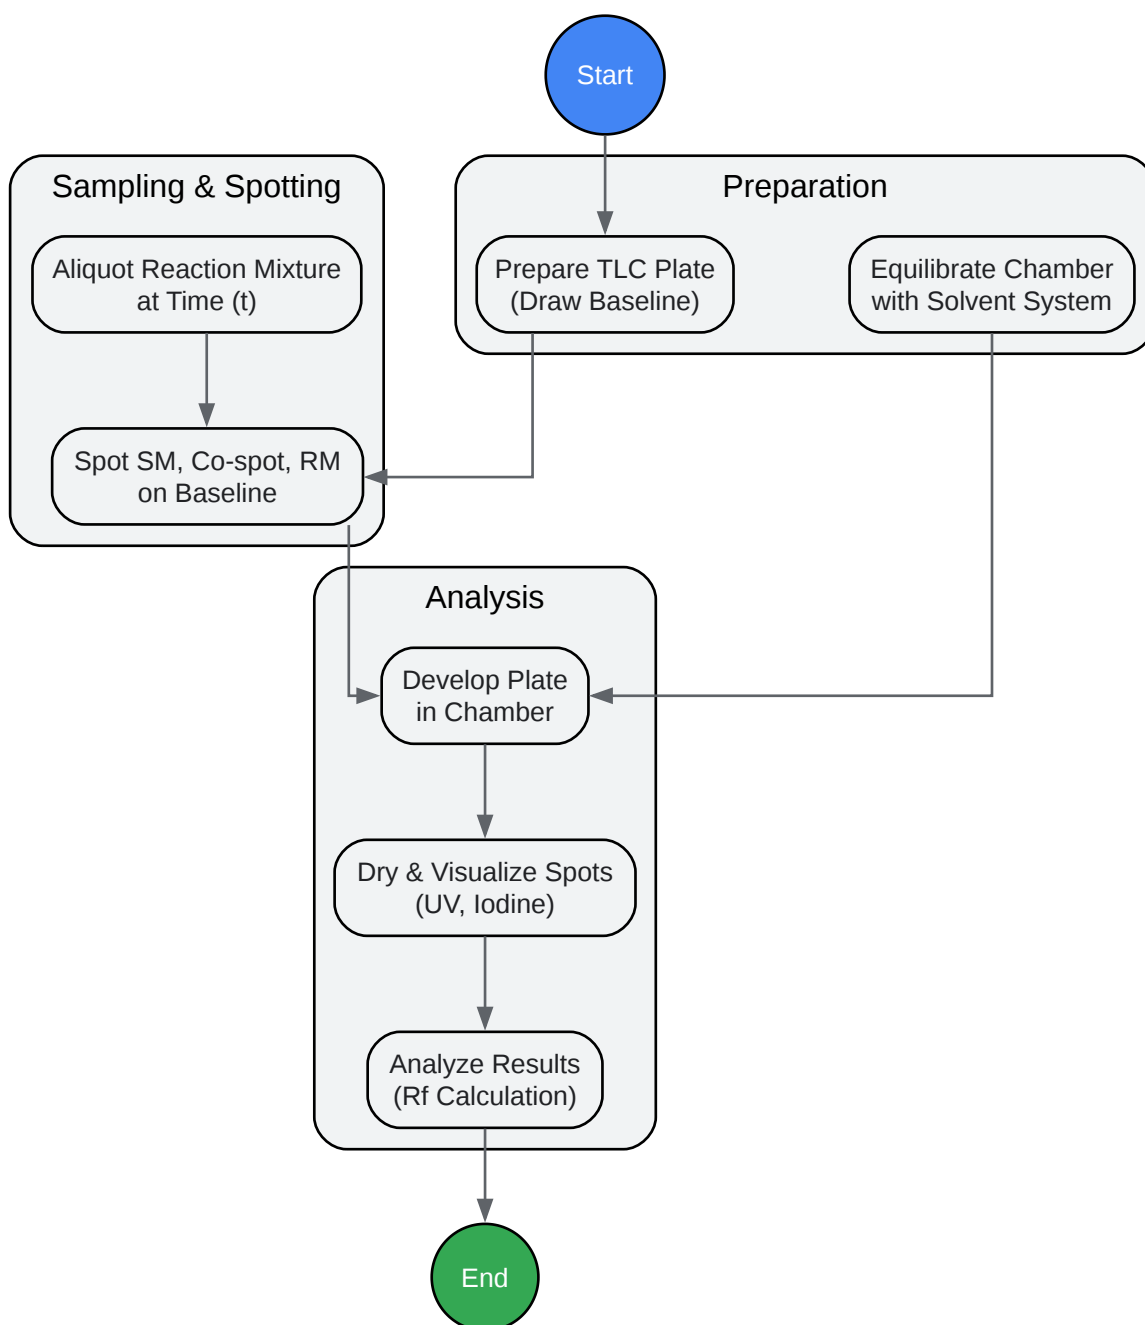 Start
Sampling & Spotting
Aliquot Reaction Mixture
at Time (t)
Spot SM, Co-spot, RM
on Baseline
Preparation
Prepare TLC Plate
(Draw Baseline)
Equilibrate Chamber
with Solvent System
Analysis
Develop Plate
in Chamber
Dry & Visualize Spots
(UV, Iodine)
Analyze Results
(Rf Calculation)
End